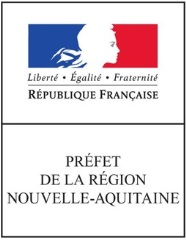 Liberté • Égalité • Fraternité
RÉPUBLIQUE FRANÇAISE
PRÉFET
DE LA RÉGION
NOUVELLE-AQUITAINE